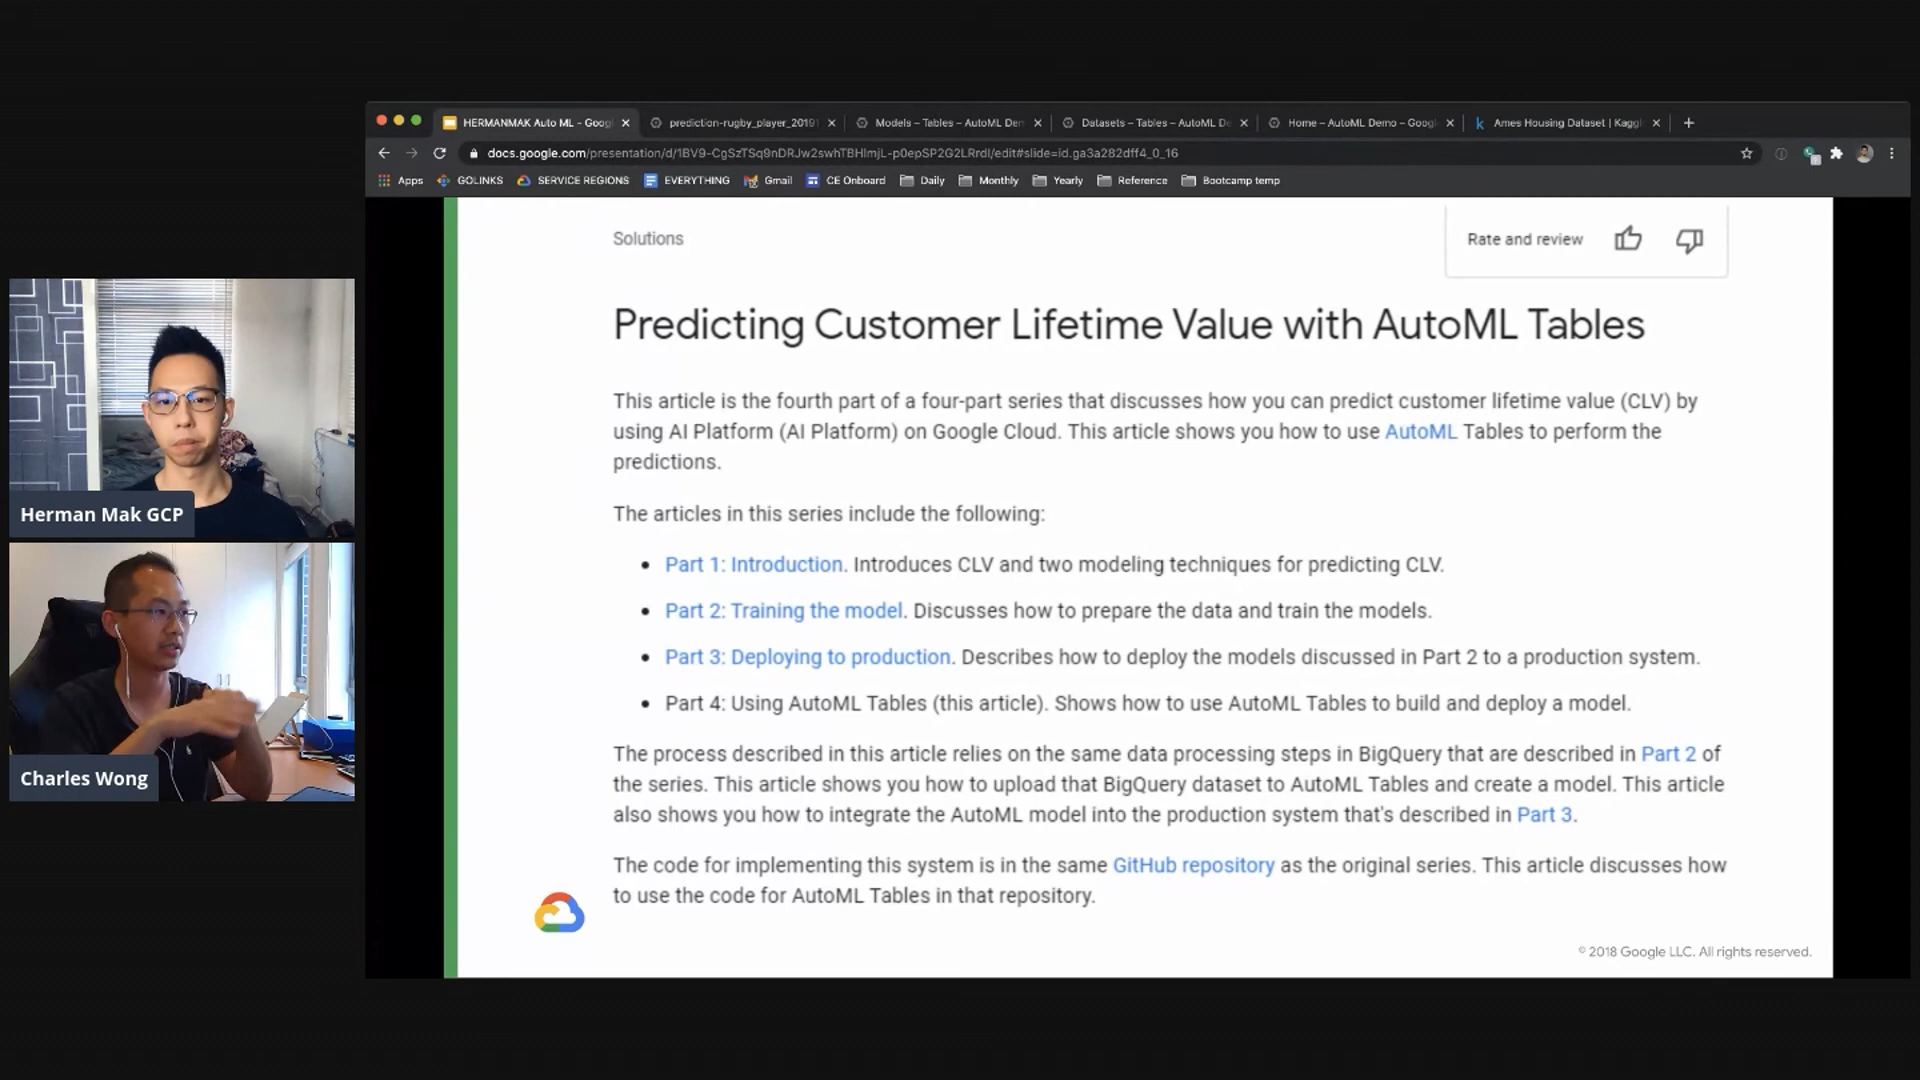 HERMANMAK Auto ML - Goog
prediction-rugby_player_20191
Models – Tables – AutoML Den
Datasets – Tables – AutoML De
Home – AutoML Demo – Googl
Ames Housing Dataset | Kaggl
docs.google.com/presentation/d/1BV9-CgSzTSq9nDRJw2swhTBHlmjL-p0epSP2G2LRrdI/edit#slide=id.ga3a282dff4_0_16
Apps GOLINKS SERVICE REGIONS EVERYTHING Gmail CE Onboard Daily Monthly Yearly Reference Bootcamp temp
Solutions
Rate and review
Predicting Customer Lifetime Value with AutoML Tables
This article is the fourth part of a four-part series that discusses how you can predict customer lifetime value (CLV) by
using AI Platform (AI Platform) on Google Cloud. This article shows you how to use AutoML Tables to perform the
predictions.
The articles in this series include the following:
• Part 1: Introduction. Introduces CLV and two modeling techniques for predicting CLV.
• Part 2: Training the model. Discusses how to prepare the data and train the models.
• Part 3: Deploying to production. Describes how to deploy the models discussed in Part 2 to a production system.
• Part 4: Using AutoML Tables (this article). Shows how to use AutoML Tables to build and deploy a model.
The process described in this article relies on the same data processing steps in BigQuery that are described in Part 2 of
the series. This article shows you how to upload that BigQuery dataset to AutoML Tables and create a model. This article
also shows you how to integrate the AutoML model into the production system that's described in Part 3.
The code for implementing this system is in the same GitHub repository as the original series. This article discusses how
to use the code for AutoML Tables in that repository.
© 2018 Google LLC. All rights reserved.
Herman Mak GCP
Charles Wong